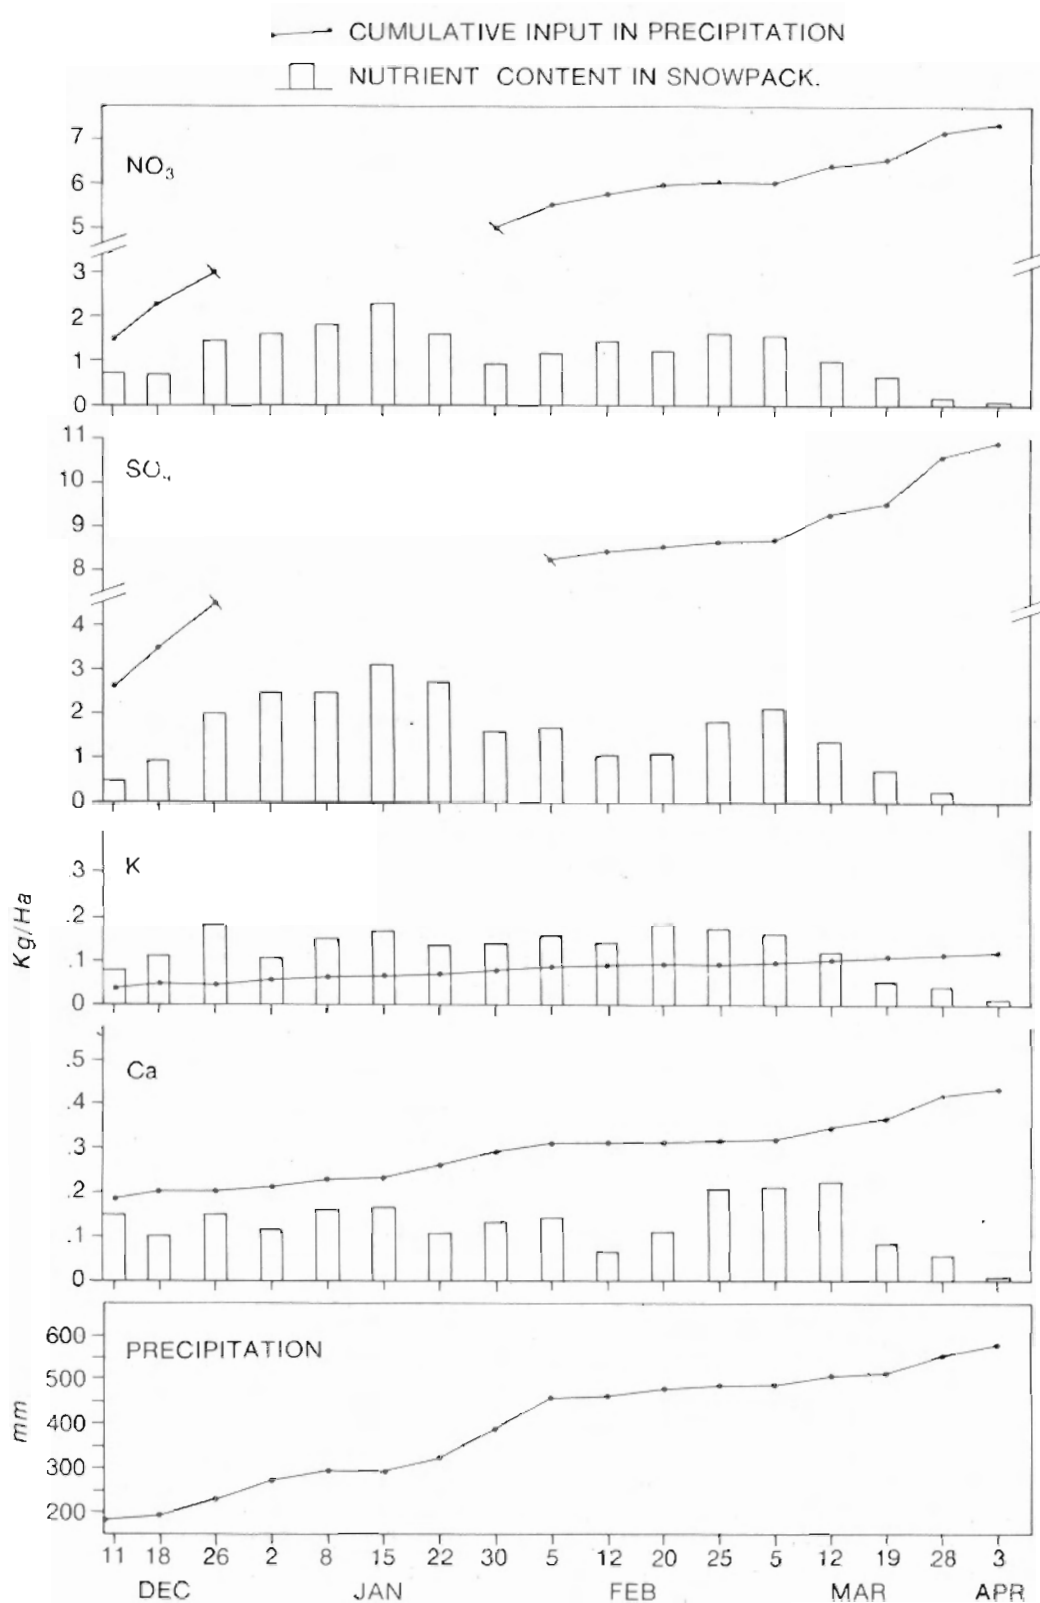 CUMULATIVE INPUT IN PRECIPITATION
NUTRIENT CONTENT IN SNOWPACK.
NO3
7
6
5
3
2
1
0
SO
11
10
9
8
4
3
2
1
0
K
.3
.2
.1
0
Kg/Ha
Ca
.5
.4
.3
.2
.1
0
PRECIPITATION
600
500
400
300
200
mm
11 18 26 2 8 15 22 30 5 12 20 25 5 12 19 28 3
DEC JAN FEB MAR APR